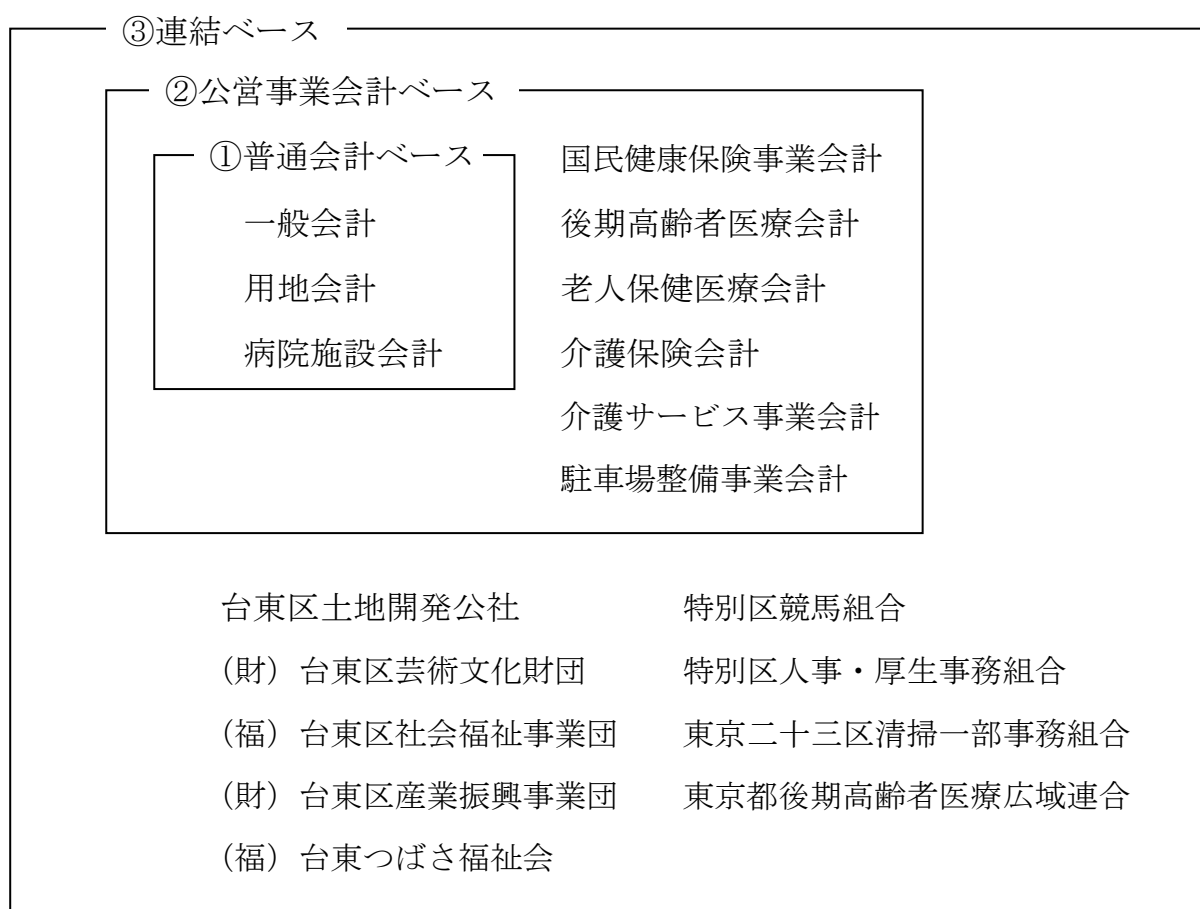 ③連結ベース
②公営事業会計ベース
①普通会計ベース
一般会計
用地会計
病院施設会計
国民健康保険事業会計
後期高齢者医療会計
老人保健医療会計
介護保険会計
介護サービス事業会計
駐車場整備事業会計
台東区土地開発公社
(財) 台東区芸術文化財団
(福) 台東区社会福祉事業団
(財) 台東区産業振興事業団
(福) 台東つばさ福祉会
特別区競馬組合
特別区人事・厚生事務組合
東京二十三区清掃一部事務組合
東京都後期高齢者医療広域連合